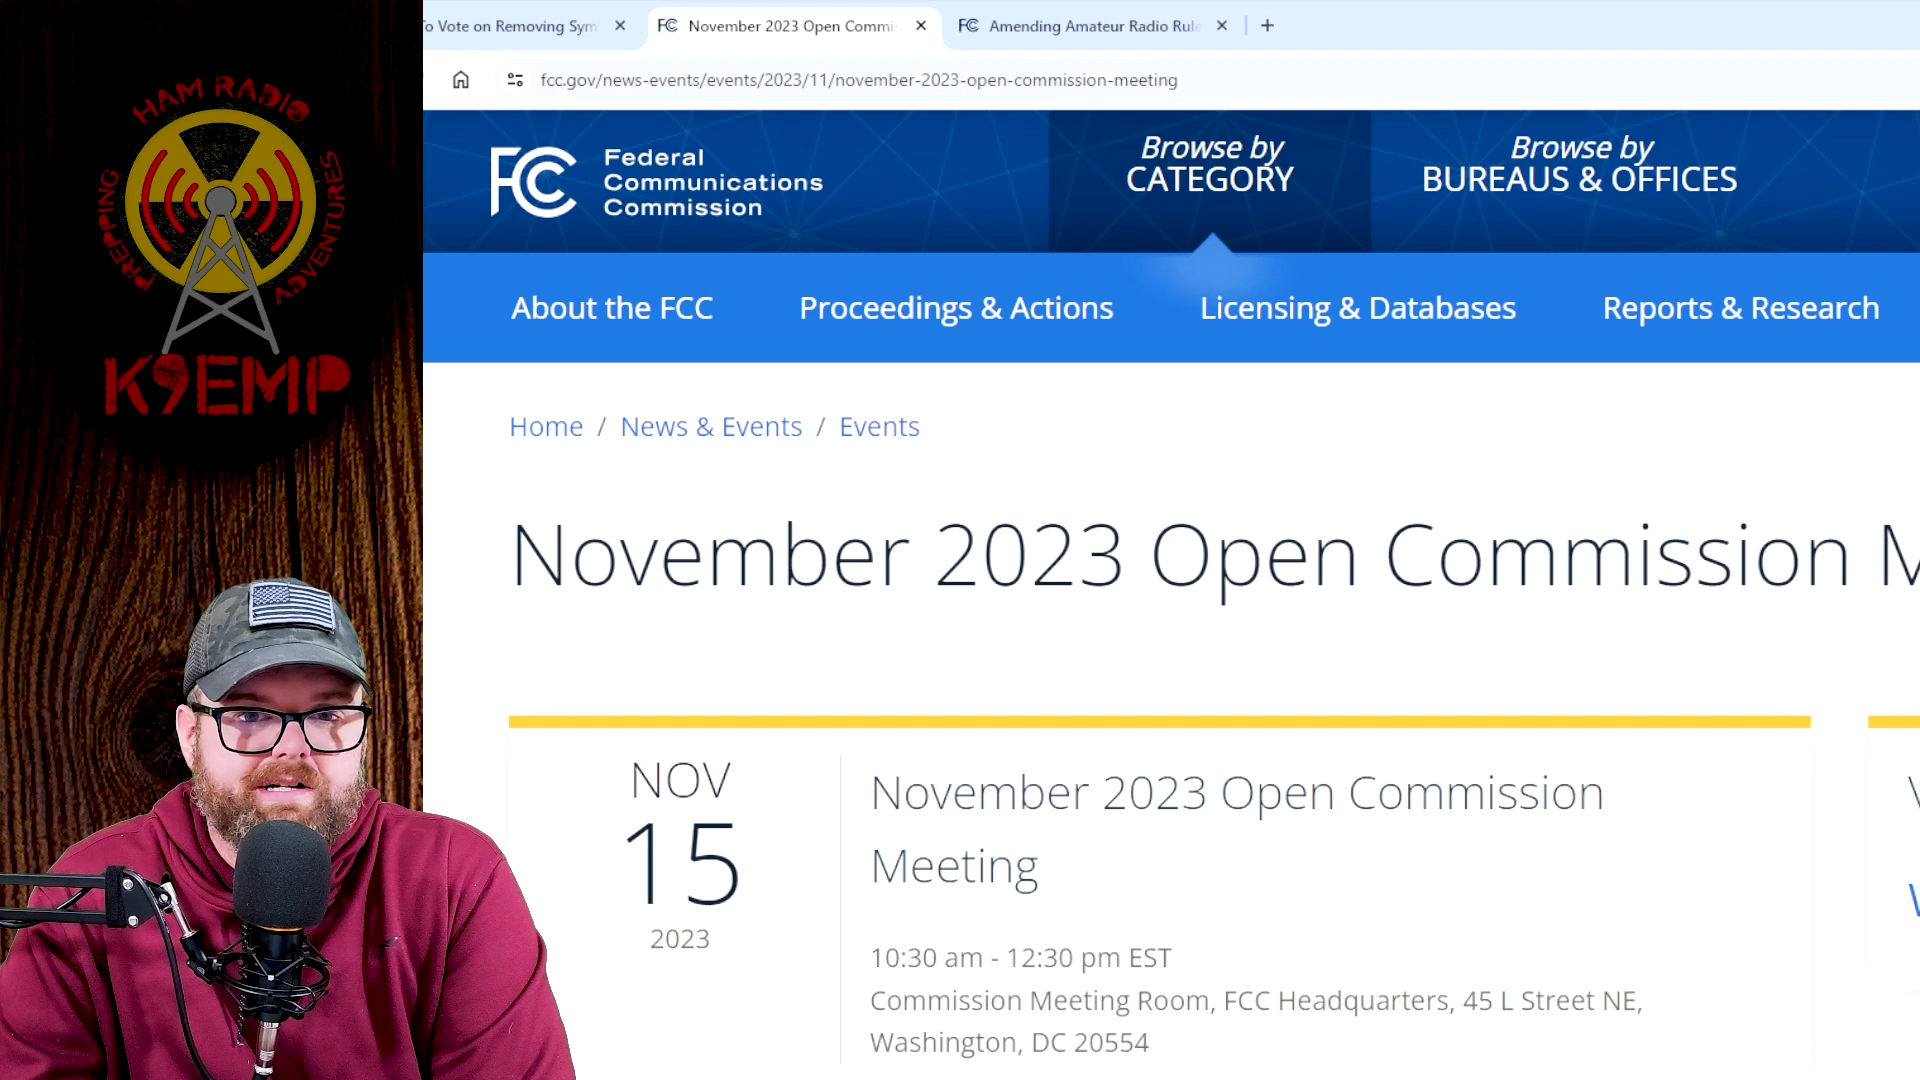 o Vote on Removing Sym
November 2023 Open Commi
Amending Amateur Radio Rul
fcc.gov/news-events/events/2023/11/november-2023-open-commission-meeting
HAM RADIO
PREPPING
ADVENTURES
K9EMP
FCC Federal
Communications
Commission
Browse by
CATEGORY
Browse by
BUREAUS & OFFICES
About the FCC
Proceedings & Actions
Licensing & Databases
Reports & Research
Home / News & Events / Events
November 2023 Open Commission M
NOV
15
2023
November 2023 Open Commission
Meeting
10:30 am - 12:30 pm EST
Commission Meeting Room, FCC Headquarters, 45 L Street NE,
Washington, DC 20554